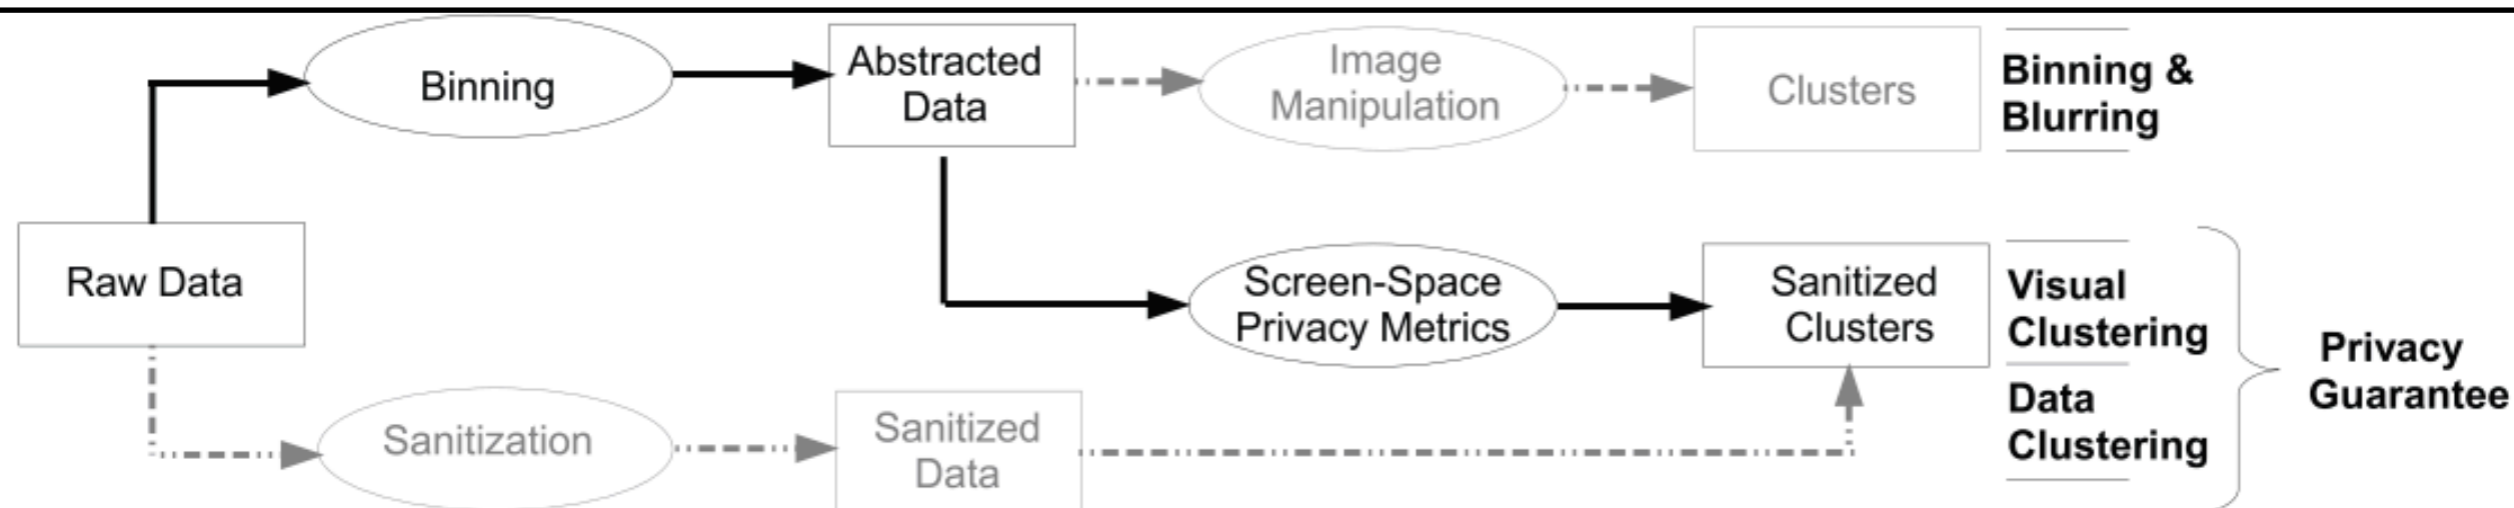 Binning
Abstracted
Data
Image
Manipulation
Clusters
Binning &
Blurring
Raw Data
Screen-Space
Privacy Metrics
Sanitized
Clusters
Visual
Clustering
Privacy
Guarantee
Sanitization
Sanitized
Data
Data
Clustering